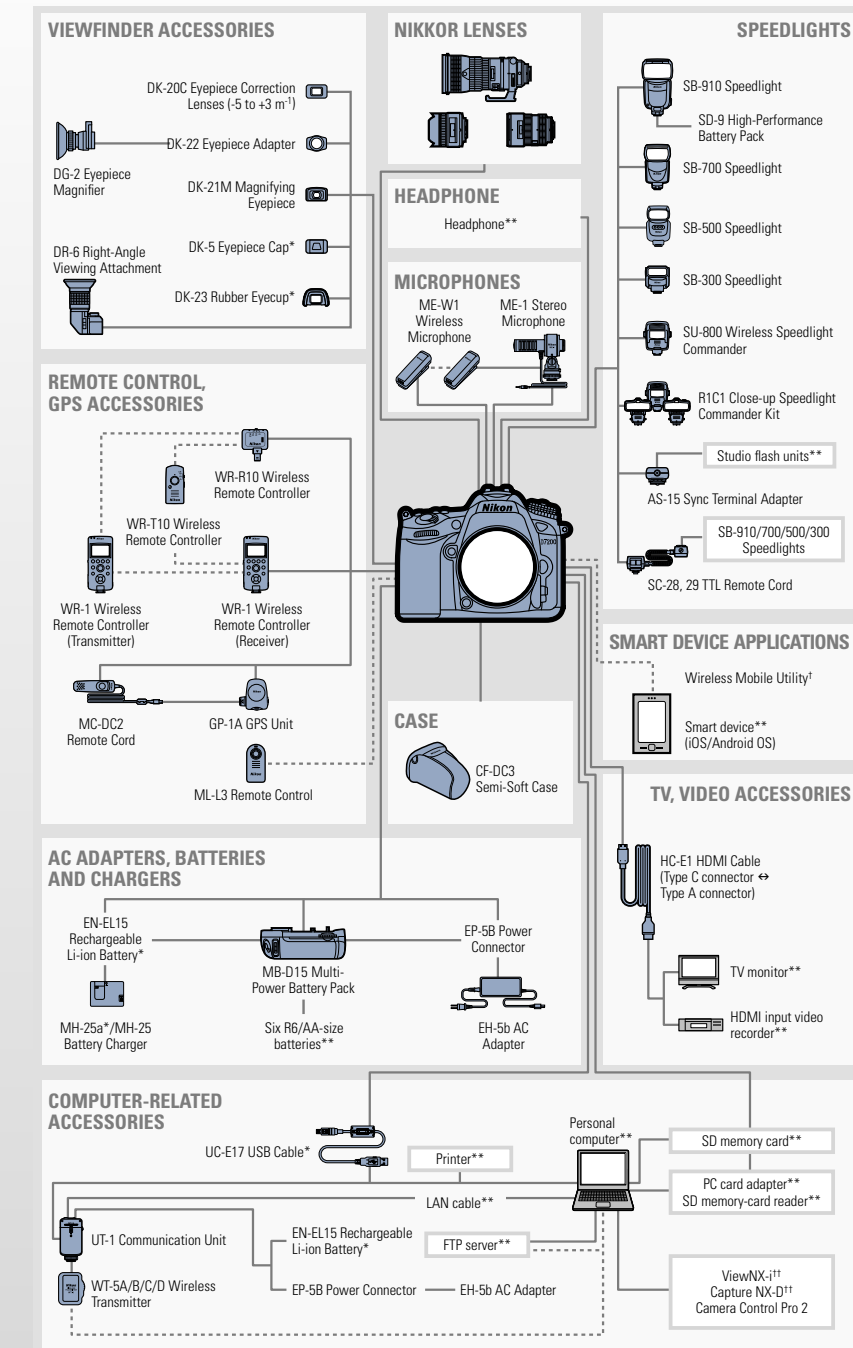 VIEWFINDER ACCESSORIES
DK-20C Eyepiece Correction
Lenses (-5 to +3 m⁻¹)
DK-22 Eyepiece Adapter
DG-2 Eyepiece
Magnifier
DK-21M Magnifying
Eyepiece
DK-5 Eyepiece Cap*
DR-6 Right-Angle
Viewing Attachment
DK-23 Rubber Eyecup*
NIKKOR LENSES
HEADPHONE
Headphone**
MICROPHONES
ME-W1
Wireless
Microphone
ME-1 Stereo
Microphone
SPEEDLIGHTS
SB-910 Speedlight
SD-9 High-Performance
Battery Pack
SB-700 Speedlight
SB-500 Speedlight
SB-300 Speedlight
SU-800 Wireless Speedlight
Commander
R1C1 Close-up Speedlight
Commander Kit
Studio flash units**
AS-15 Sync Terminal Adapter
SB-910/700/500/300
Speedlights
SC-28, 29 TTL Remote Cord
REMOTE CONTROL,
GPS ACCESSORIES
WR-R10 Wireless
Remote Controller
WR-T10 Wireless
Remote Controller
WR-1 Wireless
Remote Controller
(Transmitter)
WR-1 Wireless
Remote Controller
(Receiver)
MC-DC2
Remote Cord
GP-1A GPS Unit
ML-L3 Remote Control
Nikon
D7200
CASE
CF-DC3
Semi-Soft Case
SMART DEVICE APPLICATIONS
Wireless Mobile Utility†
Smart device**
(iOS/Android OS)
TV, VIDEO ACCESSORIES
HC-E1 HDMI Cable
(Type C connector ↔
Type A connector)
TV monitor**
HDMI input video
recorder**
AC ADAPTERS, BATTERIES
AND CHARGERS
EN-EL15
Rechargeable
Li-ion Battery*
MH-25a*/MH-25
Battery Charger
MB-D15 Multi-
Power Battery Pack
Six R6/AA-size
batteries**
EP-5B Power
Connector
EH-5b AC
Adapter
COMPUTER-RELATED
ACCESSORIES
UC-E17 USB Cable*
Printer**
Personal
computer**
SD memory card**
PC card adapter**
SD memory-card reader**
LAN cable**
UT-1 Communication Unit
EN-EL15 Rechargeable
Li-ion Battery*
FTP server**
WT-5A/B/C/D Wireless
Transmitter
EP-5B Power Connector
EH-5b AC Adapter
ViewNX-i††
Capture NX-D††
Camera Control Pro 2